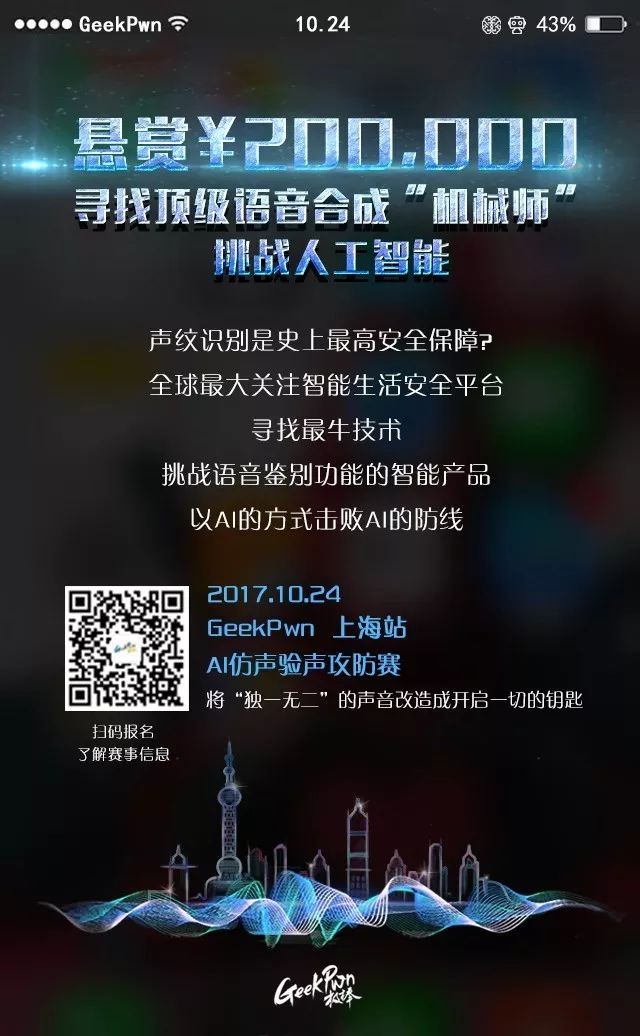 GeekPwn
10.24
43%
悬赏¥200,000
寻找顶级语音合成“机械师”
挑战人工智能
声纹识别是史上最高安全保障?
全球最大关注智能生活安全平台
寻找最牛技术
挑战语音鉴别功能的智能产品
以AI的方式击败AI的防线
2017.10.24
GeekPwn 上海站
AI仿声验声攻防赛
将“独一无二”的声音改造成开启一切的钥匙
扫码报名
了解赛事信息
GeekPwn
极棒